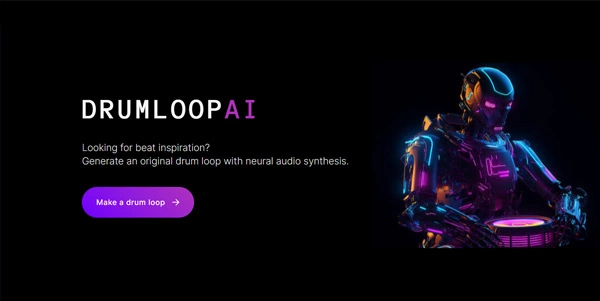 DRUMLOOPAI
Looking for beat inspiration?
Generate an original drum loop with neural audio synthesis.
Make a drum loop →